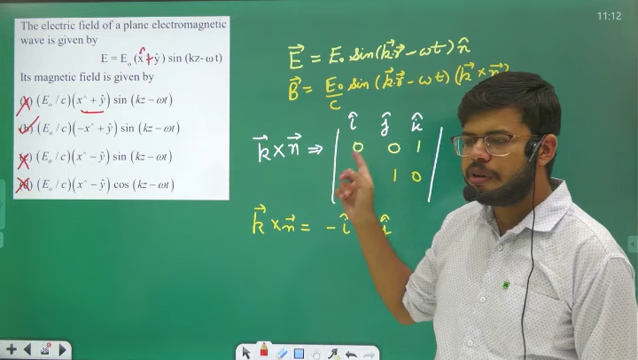 11:12
The electric field of a plane electromagnetic
wave is given by
E = E₀ (x̂ + ŷ) sin (kz - ωt)
Its magnetic field is given by
(a) (E₀ / c) (x^ + ŷ) sin (kz - ωt)
(b) (E₀ / c) (-x^ + ŷ) sin (kz - ωt)
(E₀ / c) (x^ - ŷ) sin (kz - ωt)
(E₀ / c) (x^ - ŷ) cos (kz - ωt)
E⃗ = E₀ sin(k⃗·r⃗ - ωt) n̂
B⃗ = E₀/c sin(k⃗·r⃗ - ωt) (k⃗ × n⃗)
î ĵ k̂
k⃗ × n⃗ ⇒ 0 0 1
1 0
k⃗ × n⃗ = - î ĵ